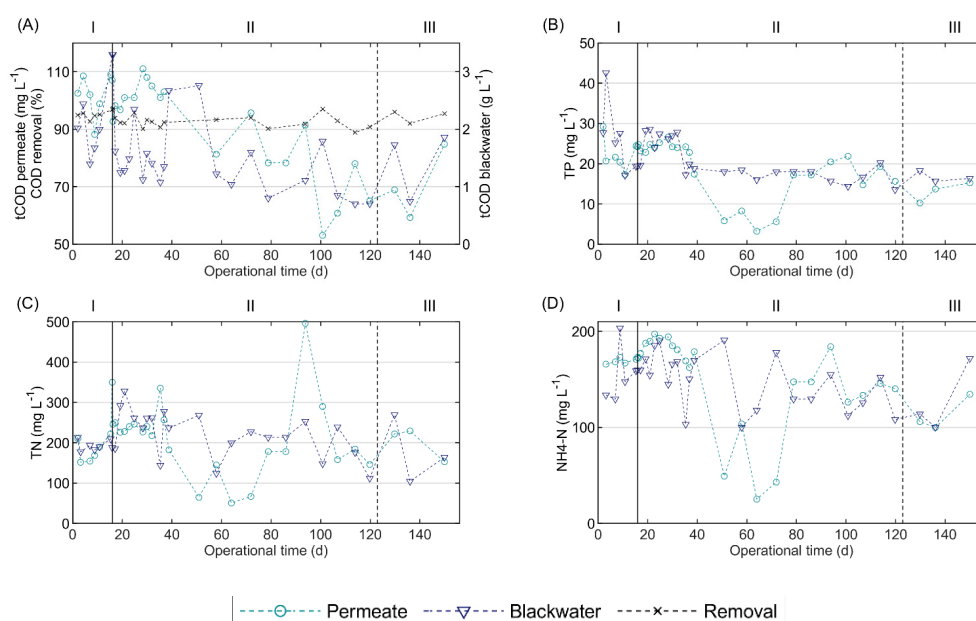 (A)
I
II
III
tCOD permeate (mg L⁻¹)
COD removal (%)
110
90
70
50
3
2
1
0
tCOD blackwater (g L⁻¹)
0 20 40 60 80 100 120 140
Operational time (d)
(B)
I
II
III
TP (mg L⁻¹)
50
40
30
20
10
0
0 20 40 60 80 100 120 140
Operational time (d)
(C)
I
II
III
TN (mg L⁻¹)
500
400
300
200
100
0
0 20 40 60 80 100 120 140
Operational time (d)
(D)
I
II
III
NH4-N (mg L⁻¹)
200
100
0
0 20 40 60 80 100 120 140
Operational time (d)
Permeate Blackwater Removal